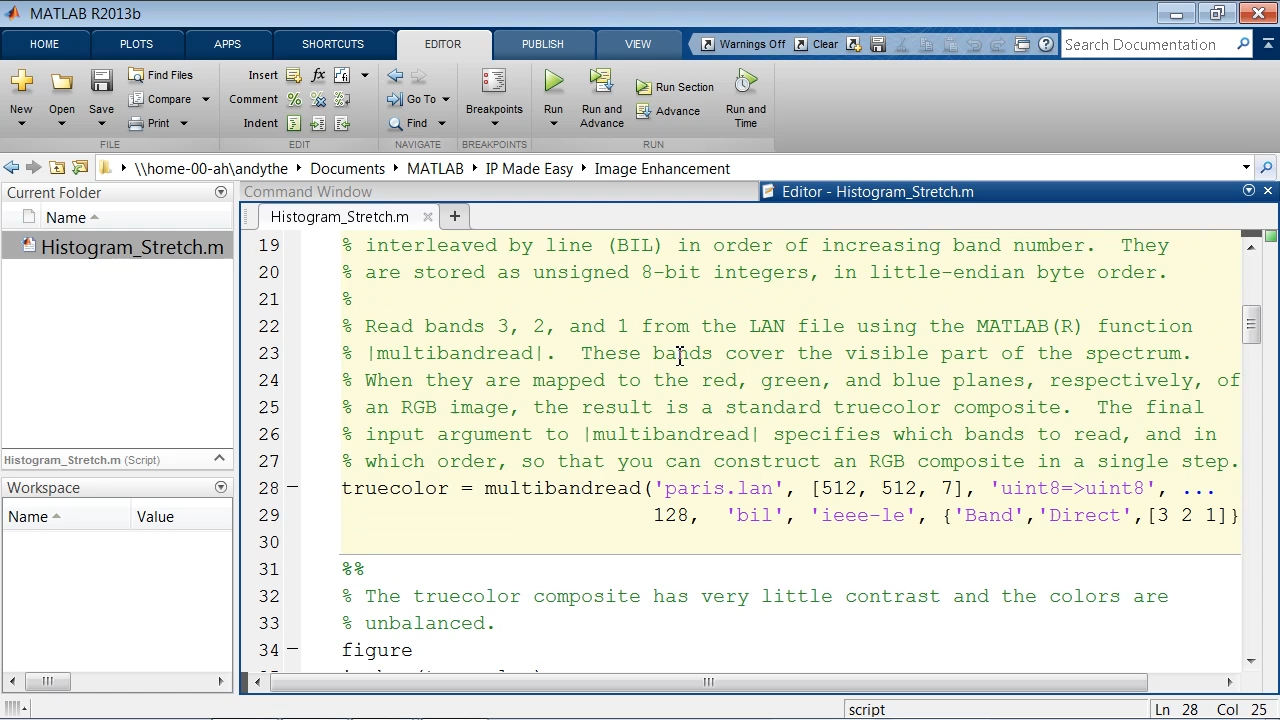 MATLAB R2013b
HOME PLOTS APPS SHORTCUTS EDITOR PUBLISH VIEW Warnings Off Clear Search Documentation
Find Files Insert fx
Compare Comment Go To Run Section
New Open Save Print Indent Find Breakpoints Run Run and Advance Advance Run and Time
FILE EDIT NAVIGATE BREAKPOINTS RUN
\\home-00-ah\andythe Documents MATLAB IP Made Easy Image Enhancement
Current Folder
Name
Histogram_Stretch.m
Histogram_Stretch.m (Script)
Workspace
Name Value
Command Window
Editor - Histogram_Stretch.m
Histogram_Stretch.m
19 % interleaved by line (BIL) in order of increasing band number.  They
20 % are stored as unsigned 8-bit integers, in little-endian byte order.
21 %
22 % Read bands 3, 2, and 1 from the LAN file using the MATLAB(R) function
23 % |multibandread|.  These bands cover the visible part of the spectrum.
24 % When they are mapped to the red, green, and blue planes, respectively, of
25 % an RGB image, the result is a standard truecolor composite.  The final
26 % input argument to |multibandread| specifies which bands to read, and in
27 % which order, so that you can construct an RGB composite in a single step.
28 truecolor = multibandread('paris.lan', [512, 512, 7], 'uint8=>uint8', ...
29 128,  'bil', 'ieee-le', {'Band','Direct',[3 2 1]}
30
31 %%
32 % The truecolor composite has very little contrast and the colors are
33 % unbalanced.
34 figure
script Ln 28 Col 25